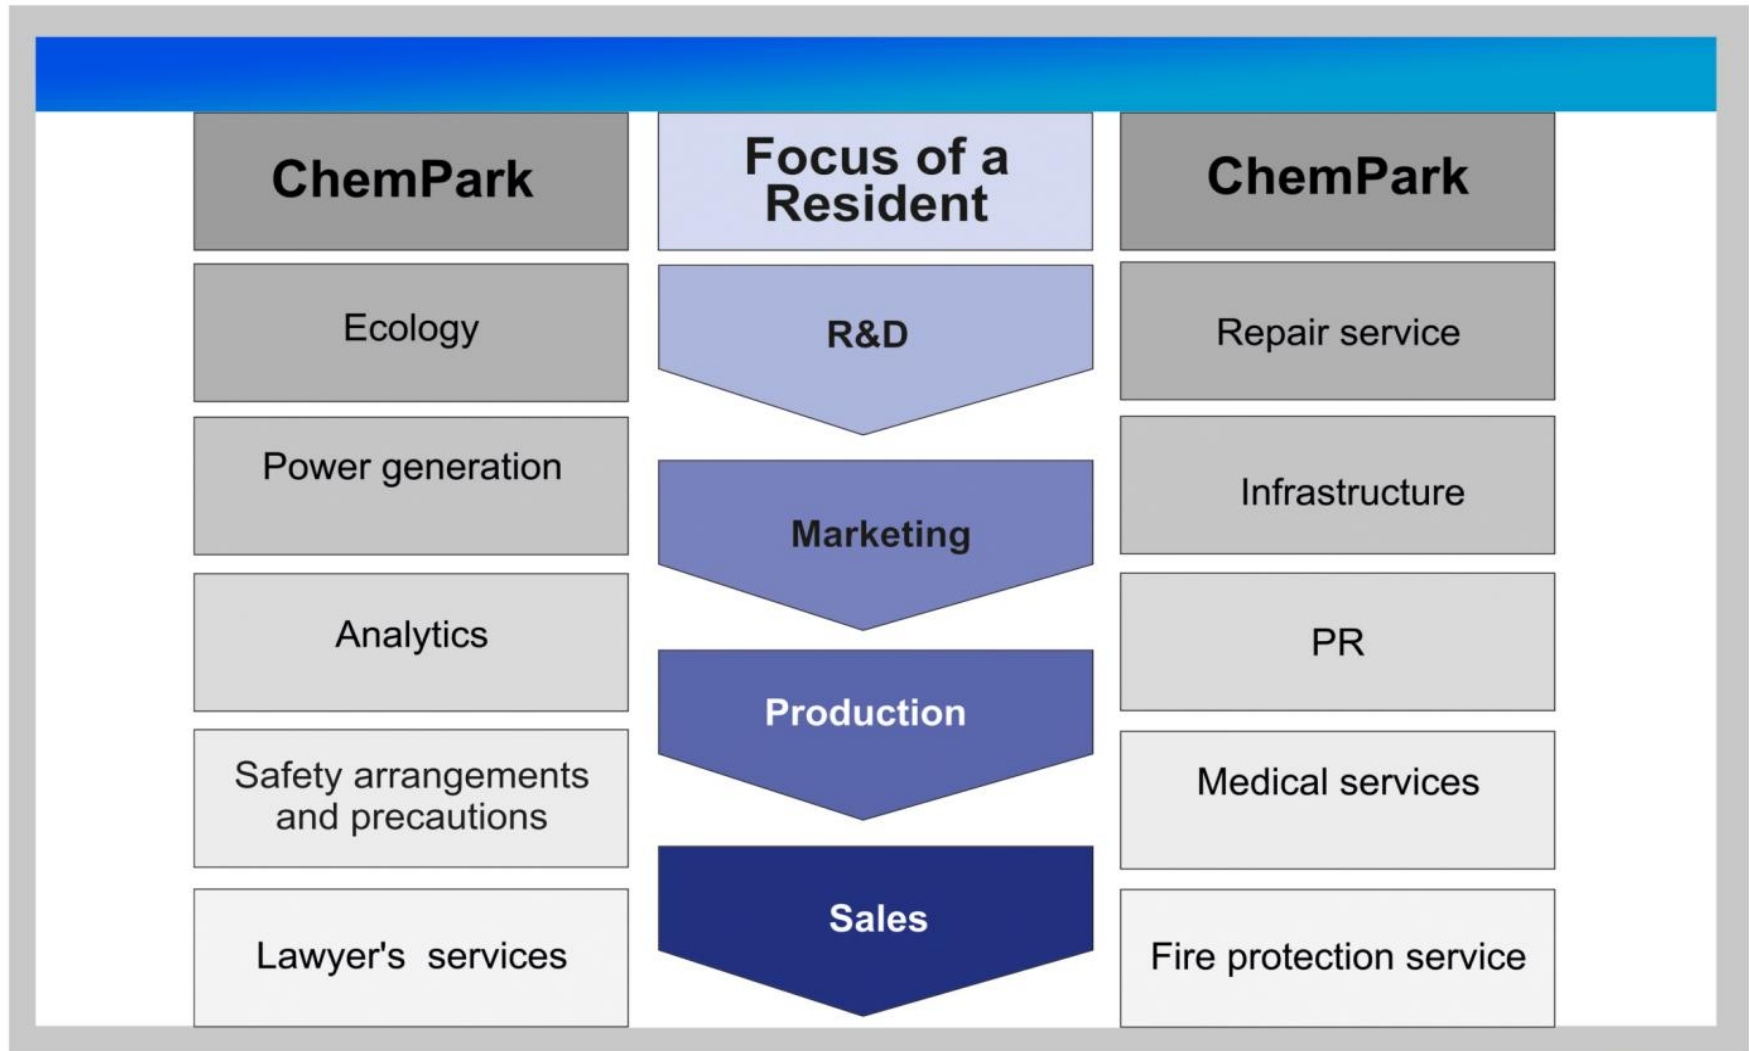 ChemPark
Ecology
Power generation
Analytics
Safety arrangements
and precautions
Lawyer's  services
Focus of a
Resident
R&D
Marketing
Production
Sales
ChemPark
Repair service
Infrastructure
PR
Medical services
Fire protection service